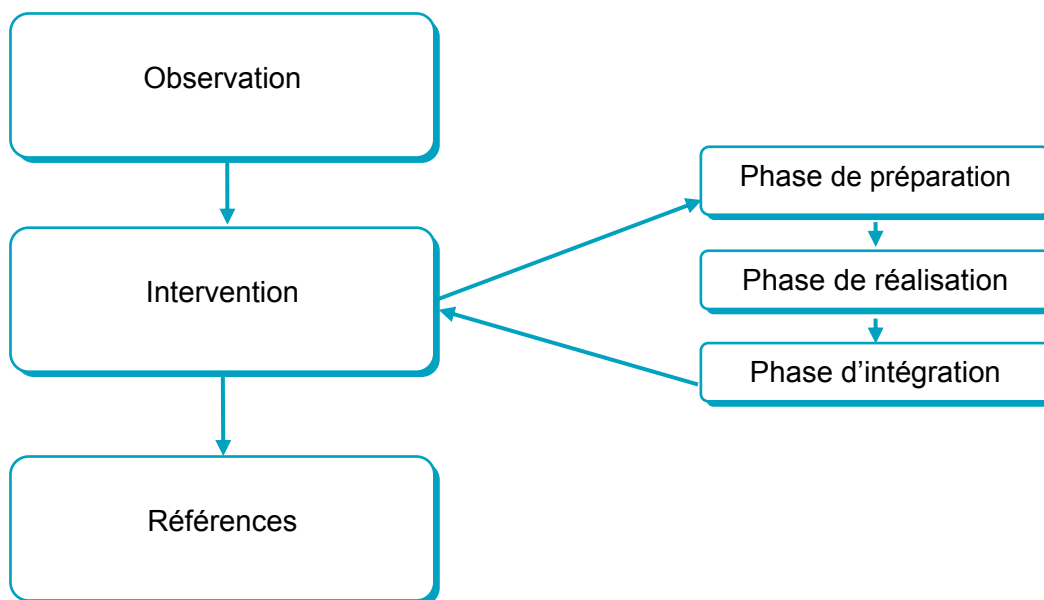 Observation
Phase de préparation
Intervention
Phase de réalisation
Phase d’intégration
Références